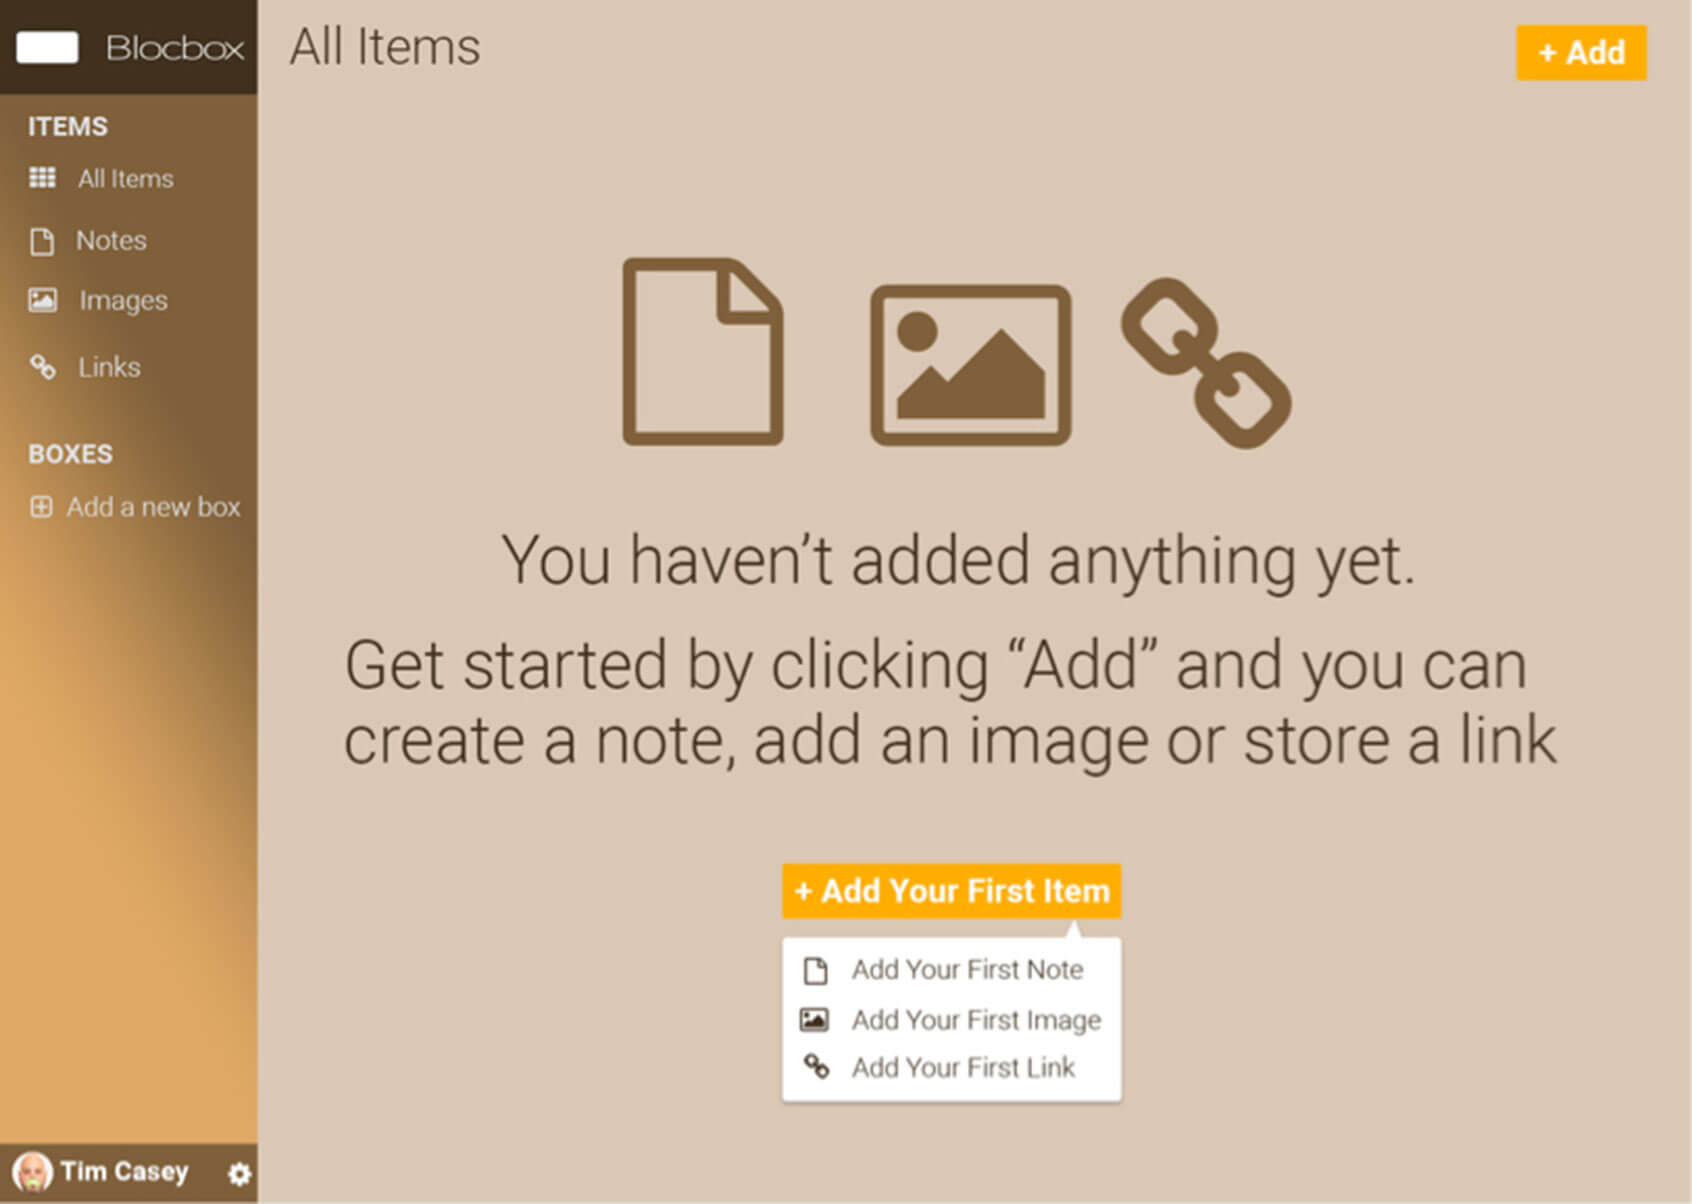 Blocbox
All Items
+ Add
ITEMS
All Items
Notes
Images
Links
BOXES
Add a new box
You haven’t added anything yet.
Get started by clicking “Add” and you can
create a note, add an image or store a link
+ Add Your First Item
Add Your First Note
Add Your First Image
Add Your First Link
Tim Casey